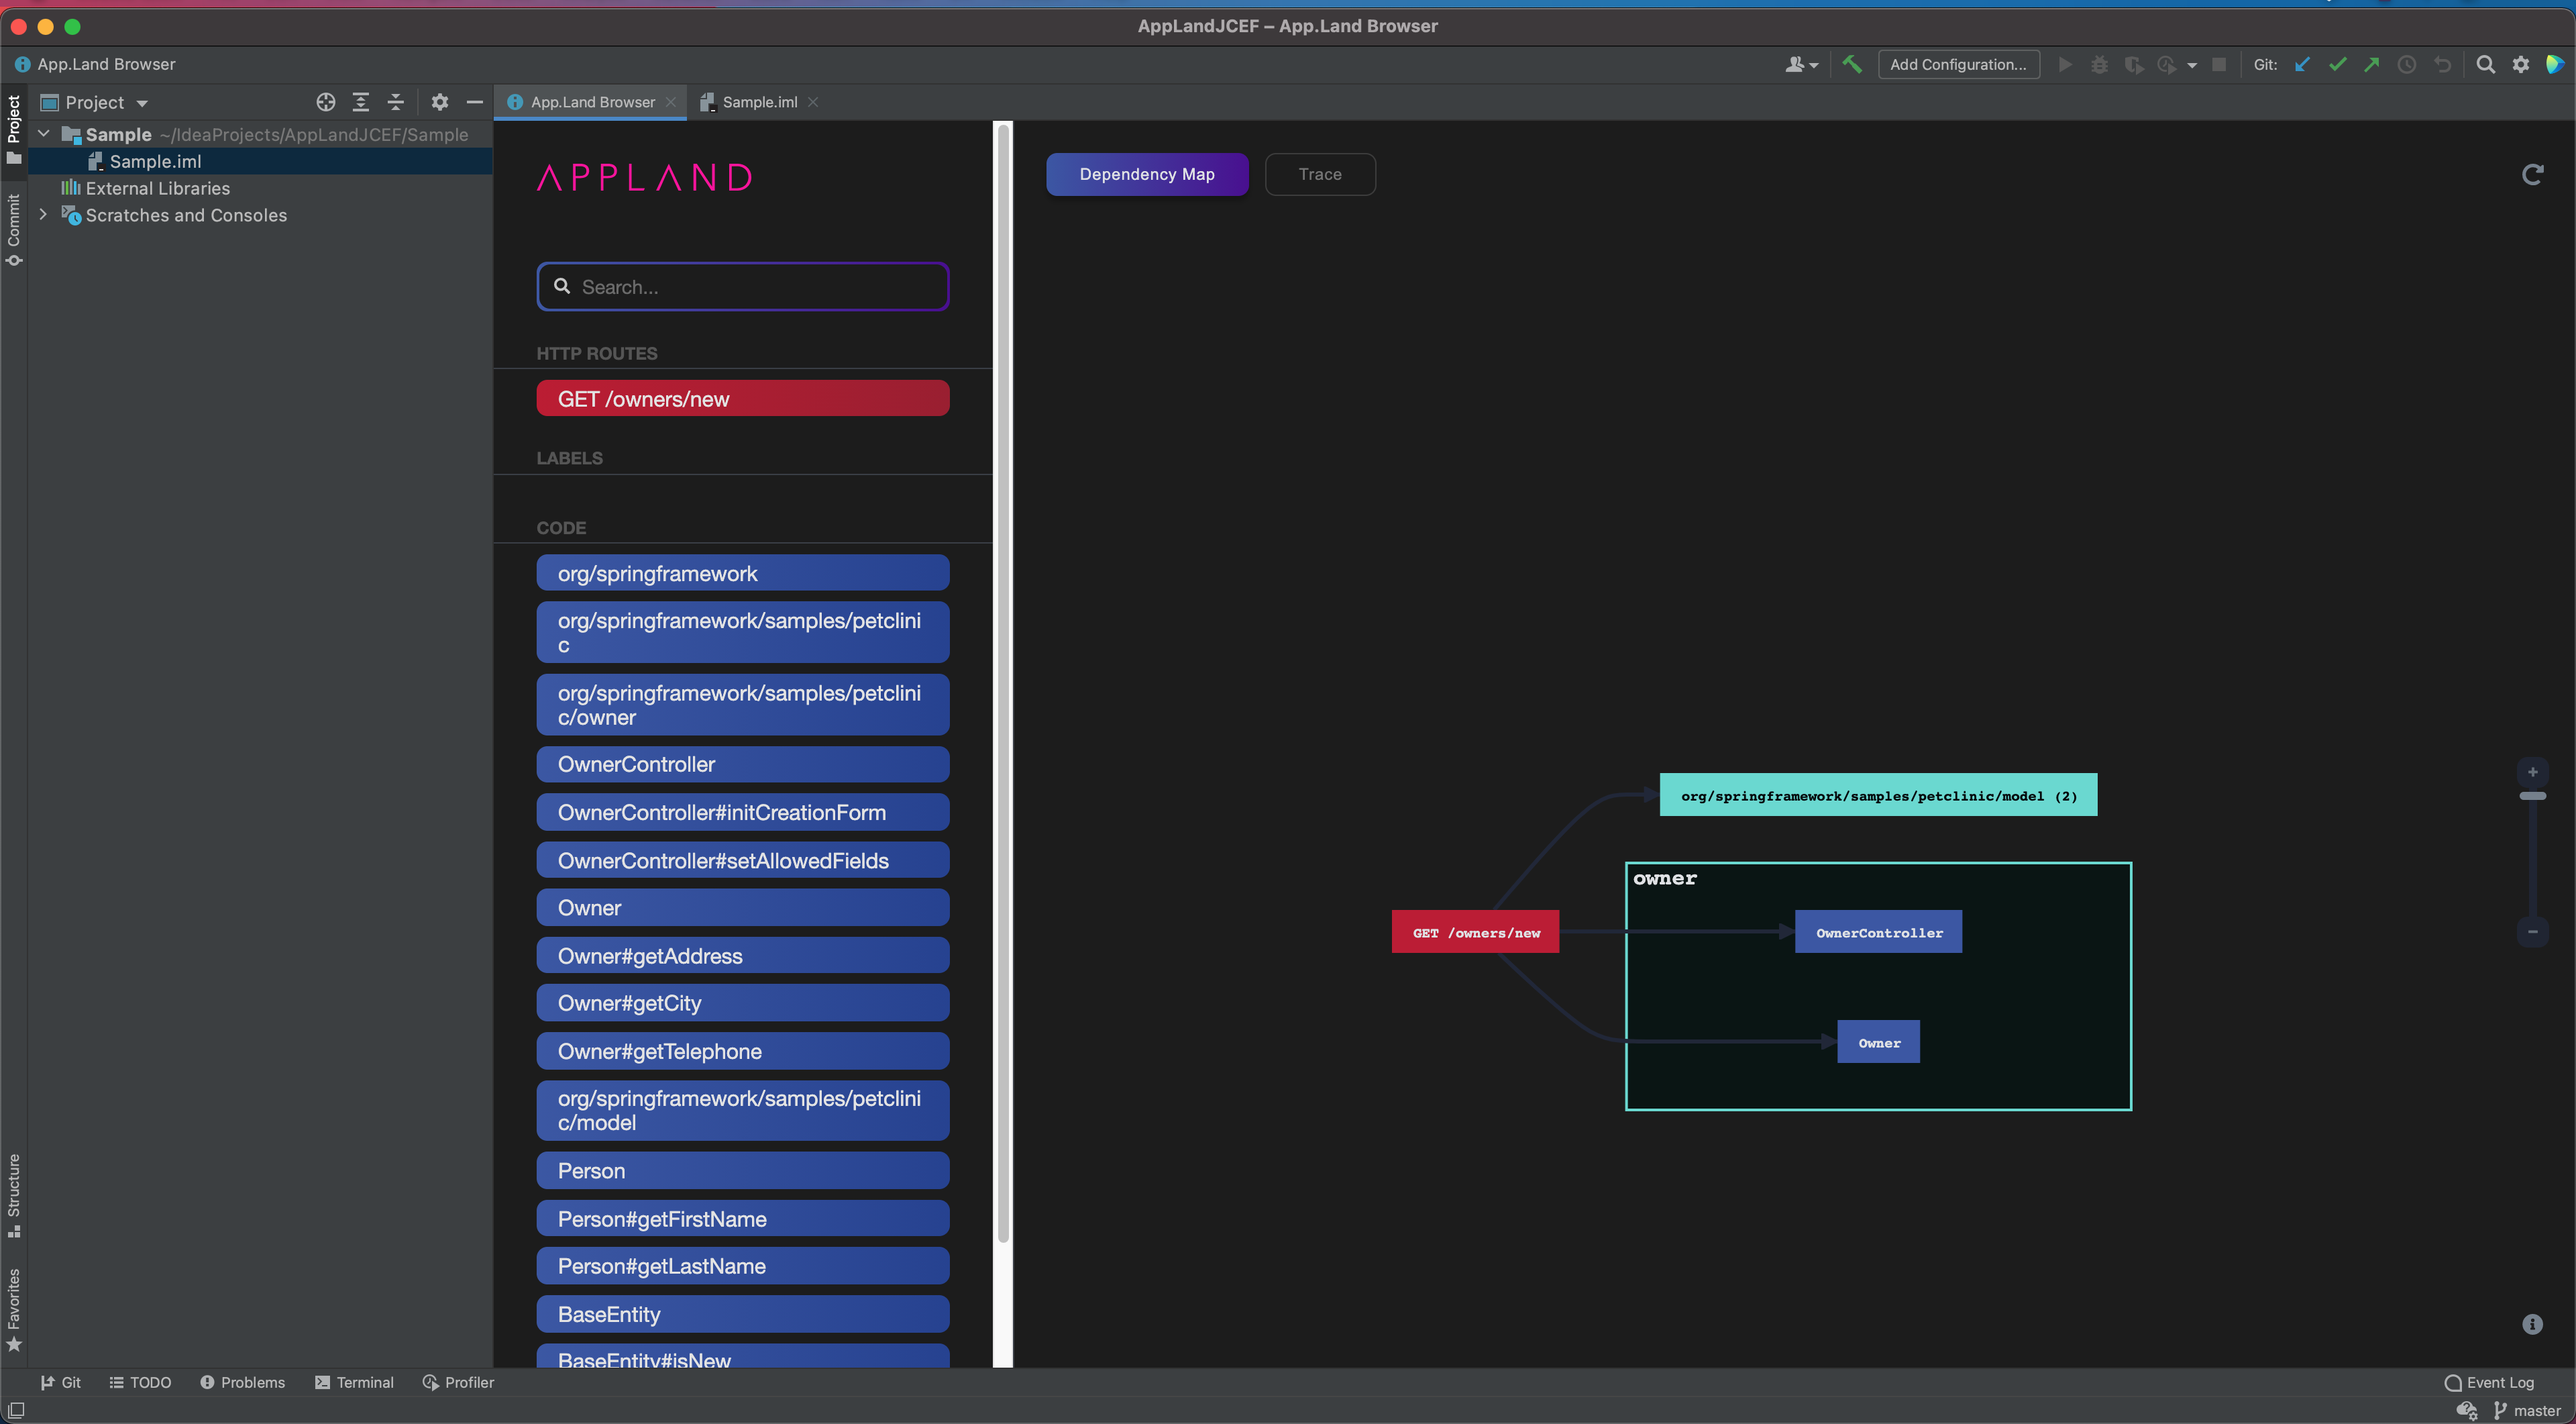 AppLandJCEF – App.Land Browser
App.Land Browser
Add Configuration...
Git:
Project
Commit
Structure
Favorites
Project
Sample ~/IdeaProjects/AppLandJCEF/Sample
Sample.iml
External Libraries
Scratches and Consoles
App.Land Browser
Sample.iml
APPLAND
Search...
HTTP ROUTES
GET /owners/new
LABELS
CODE
org/springframework
org/springframework/samples/petclini
c
org/springframework/samples/petclini
c/owner
OwnerController
OwnerController#initCreationForm
OwnerController#setAllowedFields
Owner
Owner#getAddress
Owner#getCity
Owner#getTelephone
org/springframework/samples/petclini
c/model
Person
Person#getFirstName
Person#getLastName
BaseEntity
BaseEntity#isNew
Dependency Map
Trace
org/springframework/samples/petclinic/model (2)
owner
GET /owners/new
OwnerController
Owner
Git
TODO
Problems
Terminal
Profiler
Event Log
master